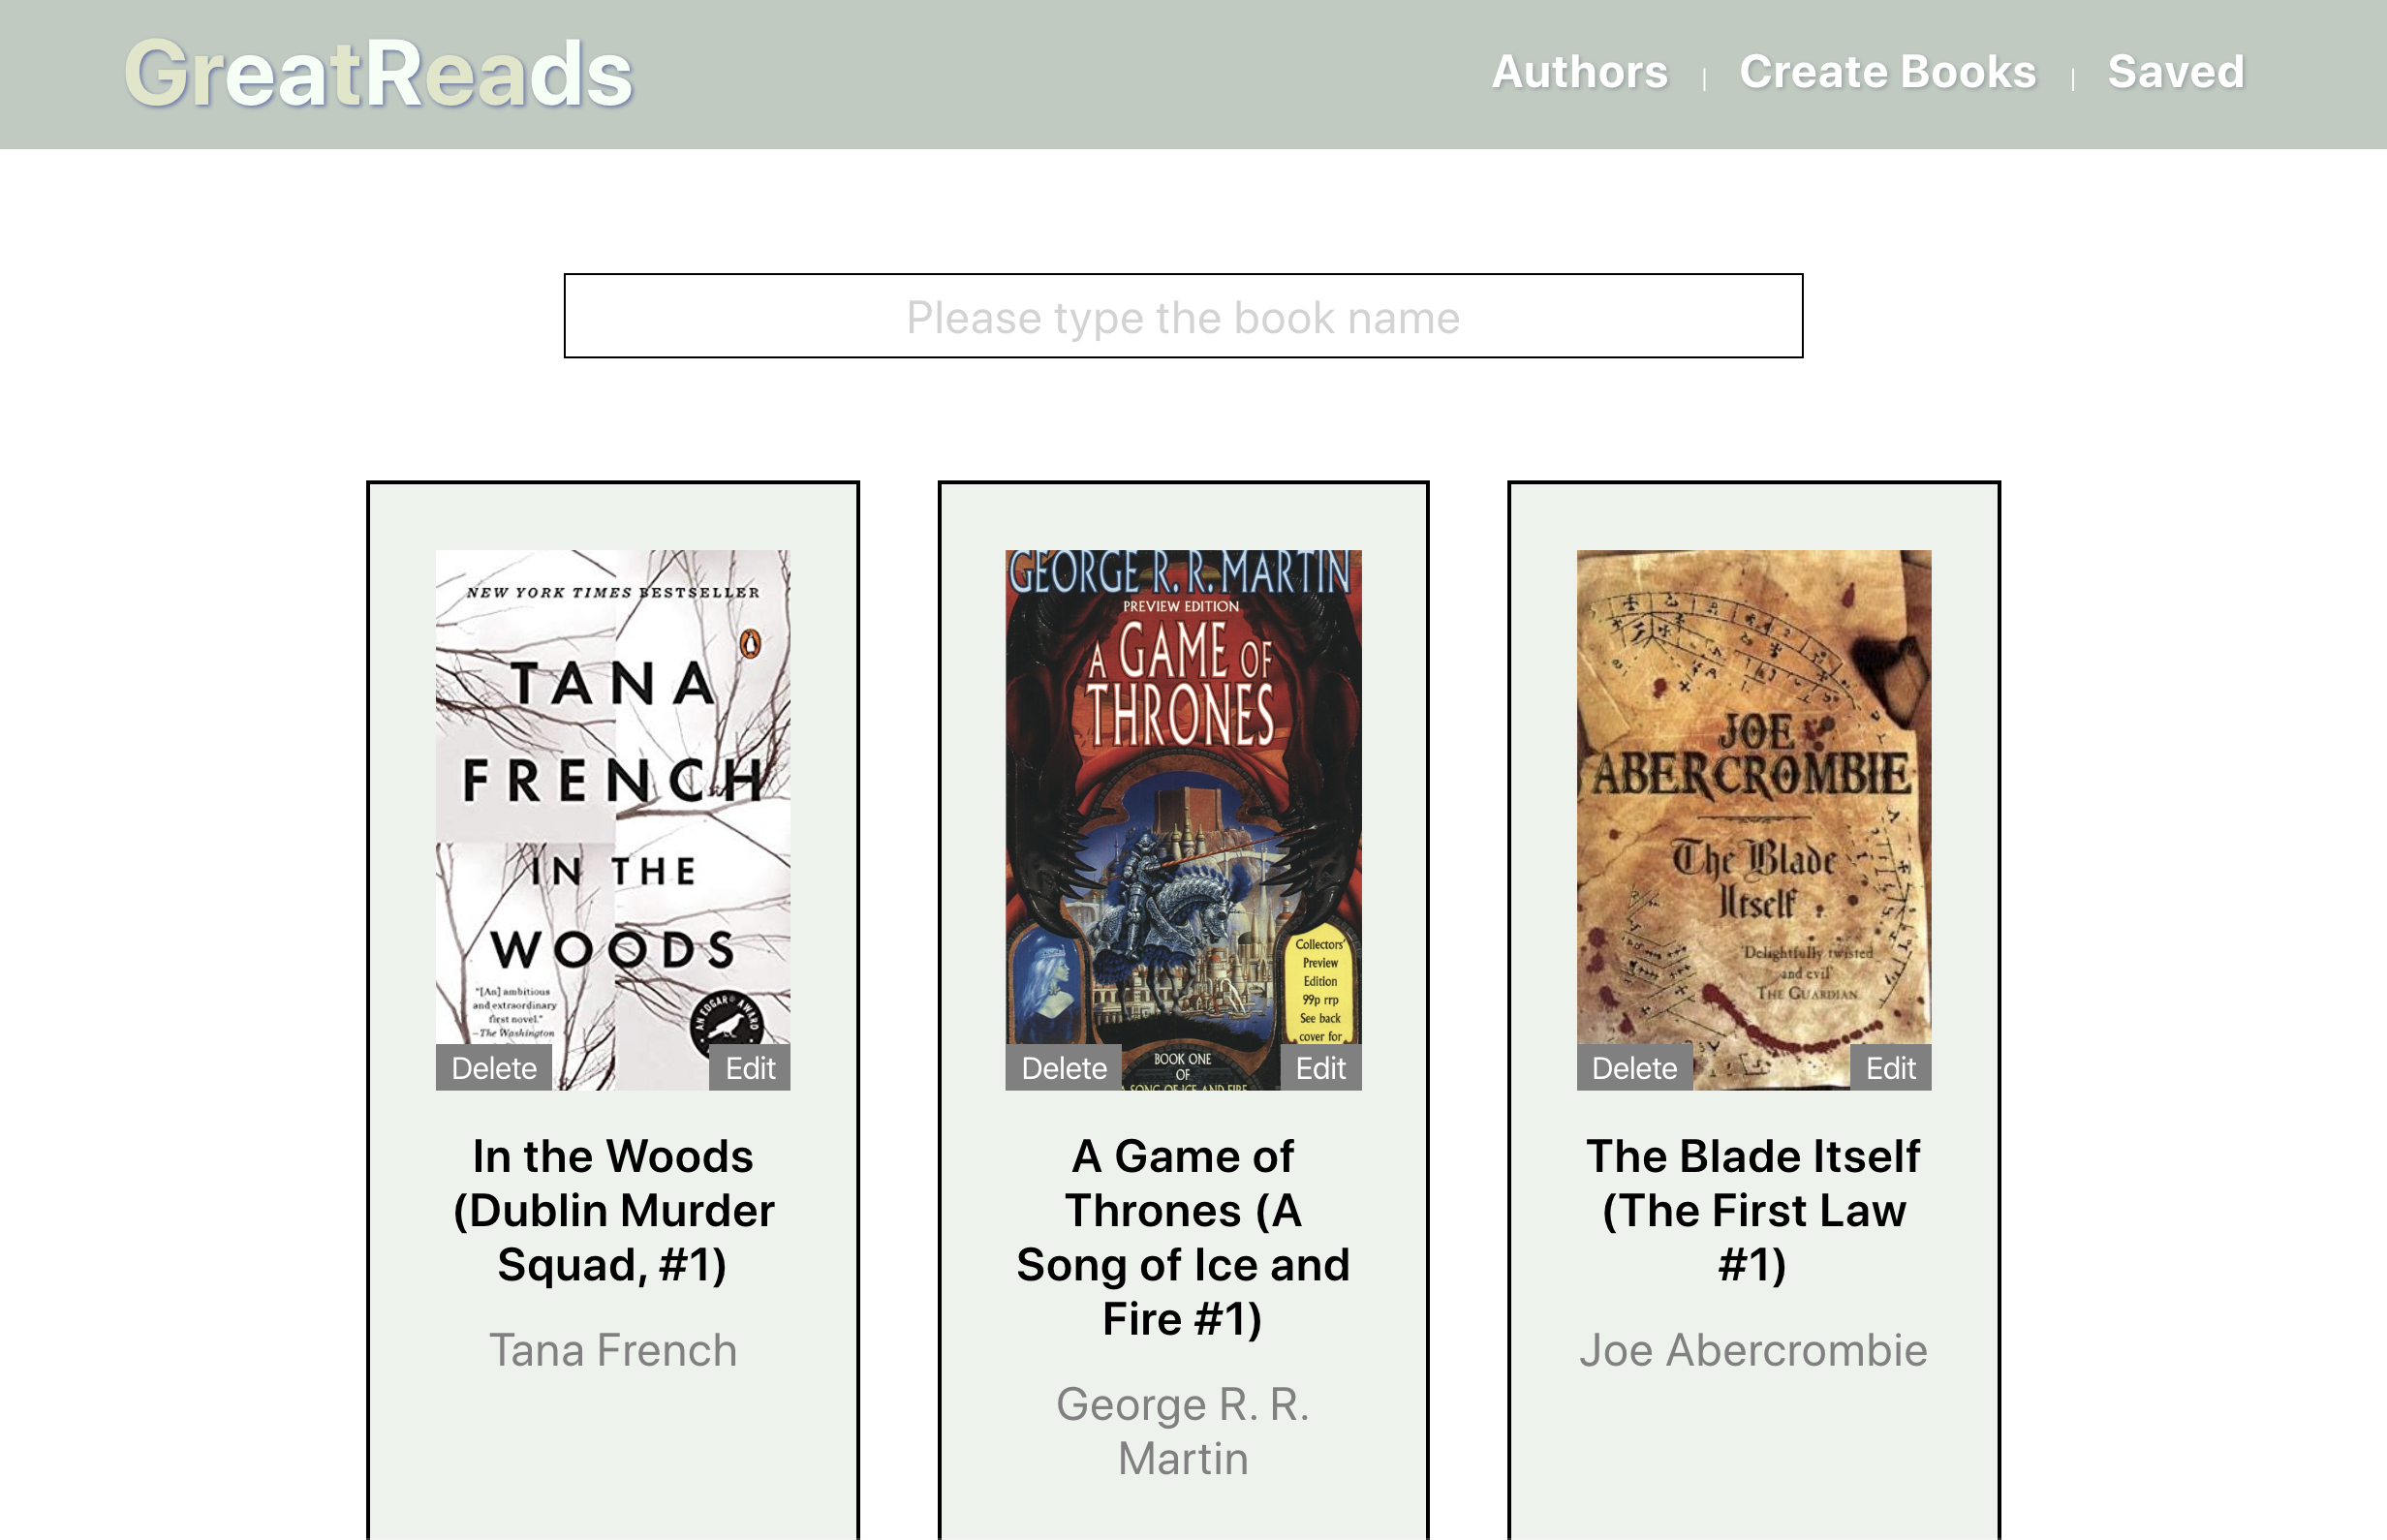 GreatReads
Authors | Create Books | Saved
Please type the book name
NEW YORK TIMES BESTSELLER
TANA
FRENCH
IN THE
WOODS
"[An] ambitious
and extraordinary
first novel."
—The Washington
AN EDGAR® AWARD
Delete
Edit
In the Woods
(Dublin Murder
Squad, #1)
Tana French
GEORGE R. R. MARTIN
PREVIEW EDITION
A GAME OF
THRONES
Collectors'
Preview
Edition
99p rrp
See back
cover for
BOOK ONE
OF
A SONG OF ICE AND FIRE
Delete
Edit
A Game of
Thrones (A
Song of Ice and
Fire #1)
George R. R.
Martin
JOE
ABERCROMBIE
The Blade
Itself
'Delightfully twisted
and evil'
THE GUARDIAN
Delete
Edit
The Blade Itself
(The First Law
#1)
Joe Abercrombie